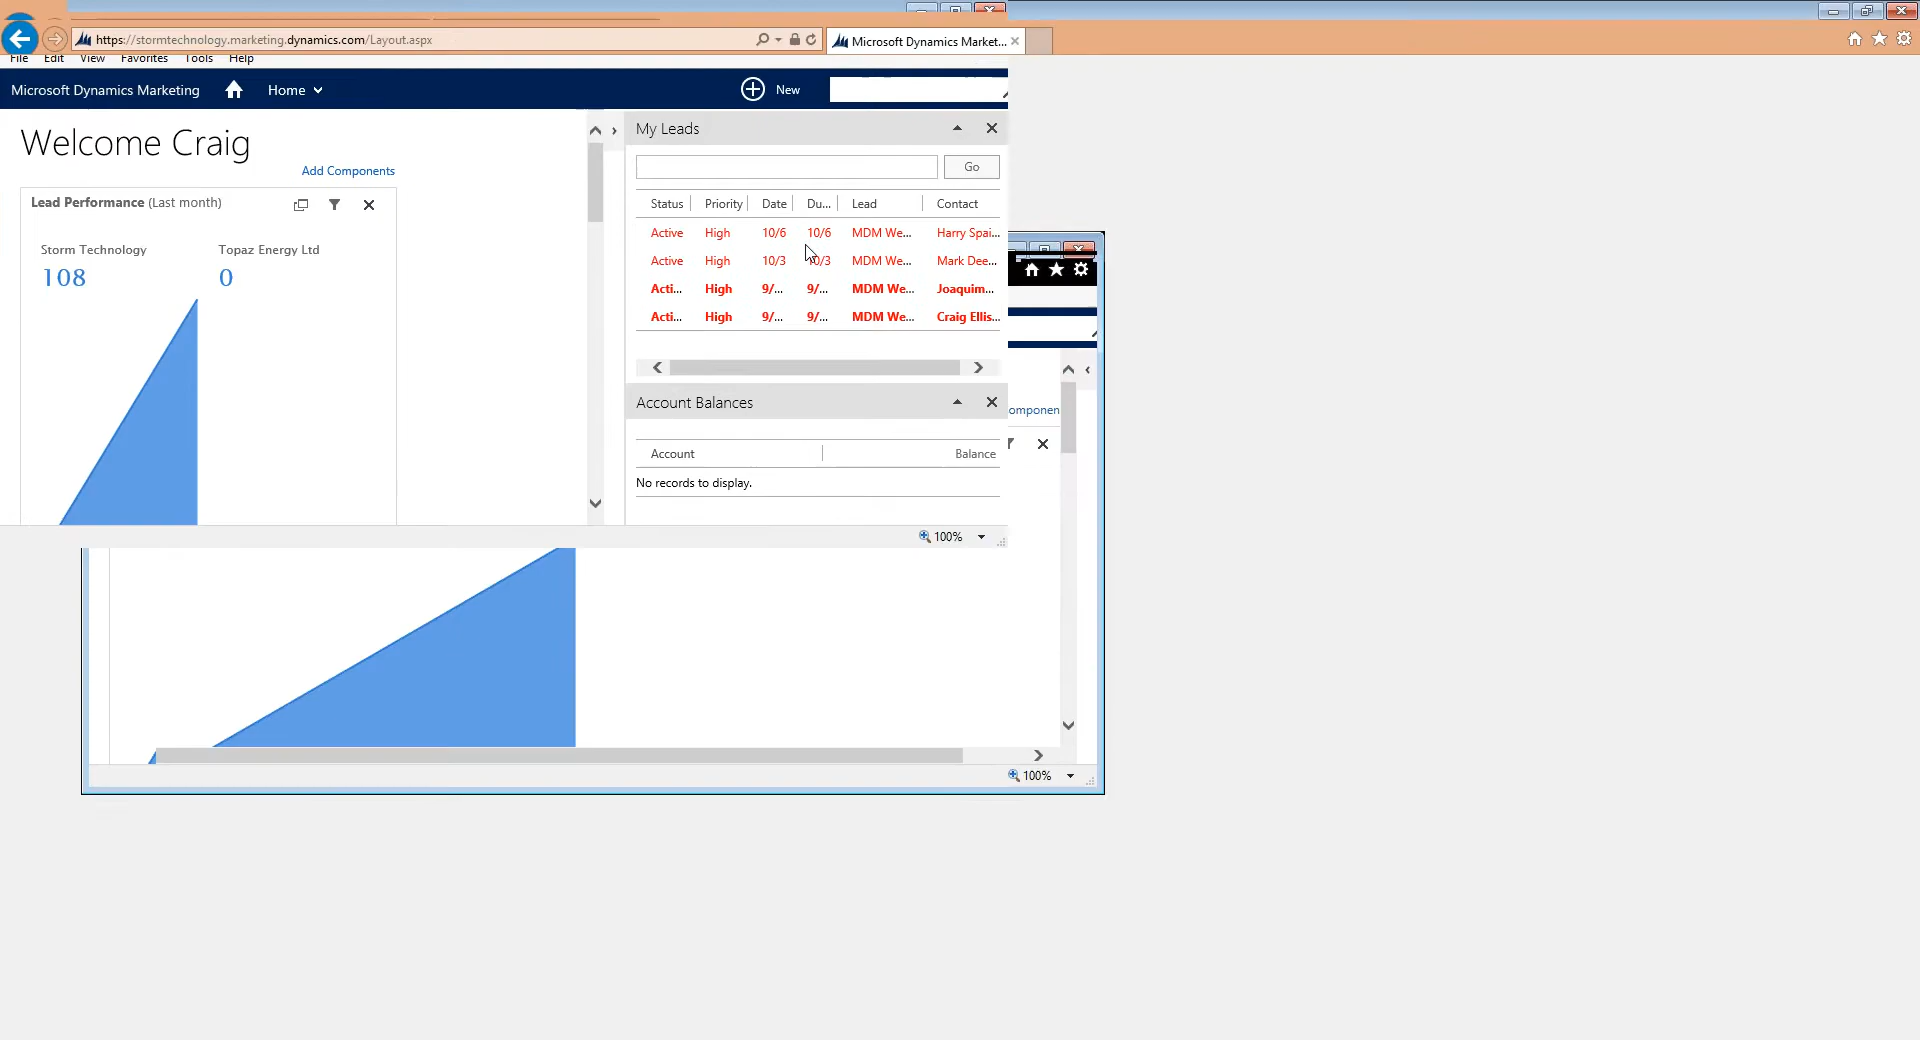 https://stormtechnology.marketing.dynamics.com/Layout.aspx
Microsoft Dynamics Market...
File Edit View Favorites Tools Help
Microsoft Dynamics Marketing Home New
Welcome Craig
Add Components
Lead Performance (Last month)
Storm Technology Topaz Energy Ltd
108 0
My Leads
Go
Status Priority Date Du... Lead Contact
Active High 10/6 10/6 MDM We... Harry Spai...
Active High 10/3 10/3 MDM We... Mark Dee...
Acti... High 9/... 9/... MDM We... Joaquim...
Acti... High 9/... 9/... MDM We... Craig Ellis...
Account Balances
Account Balance
No records to display.
100%
omponen
100%